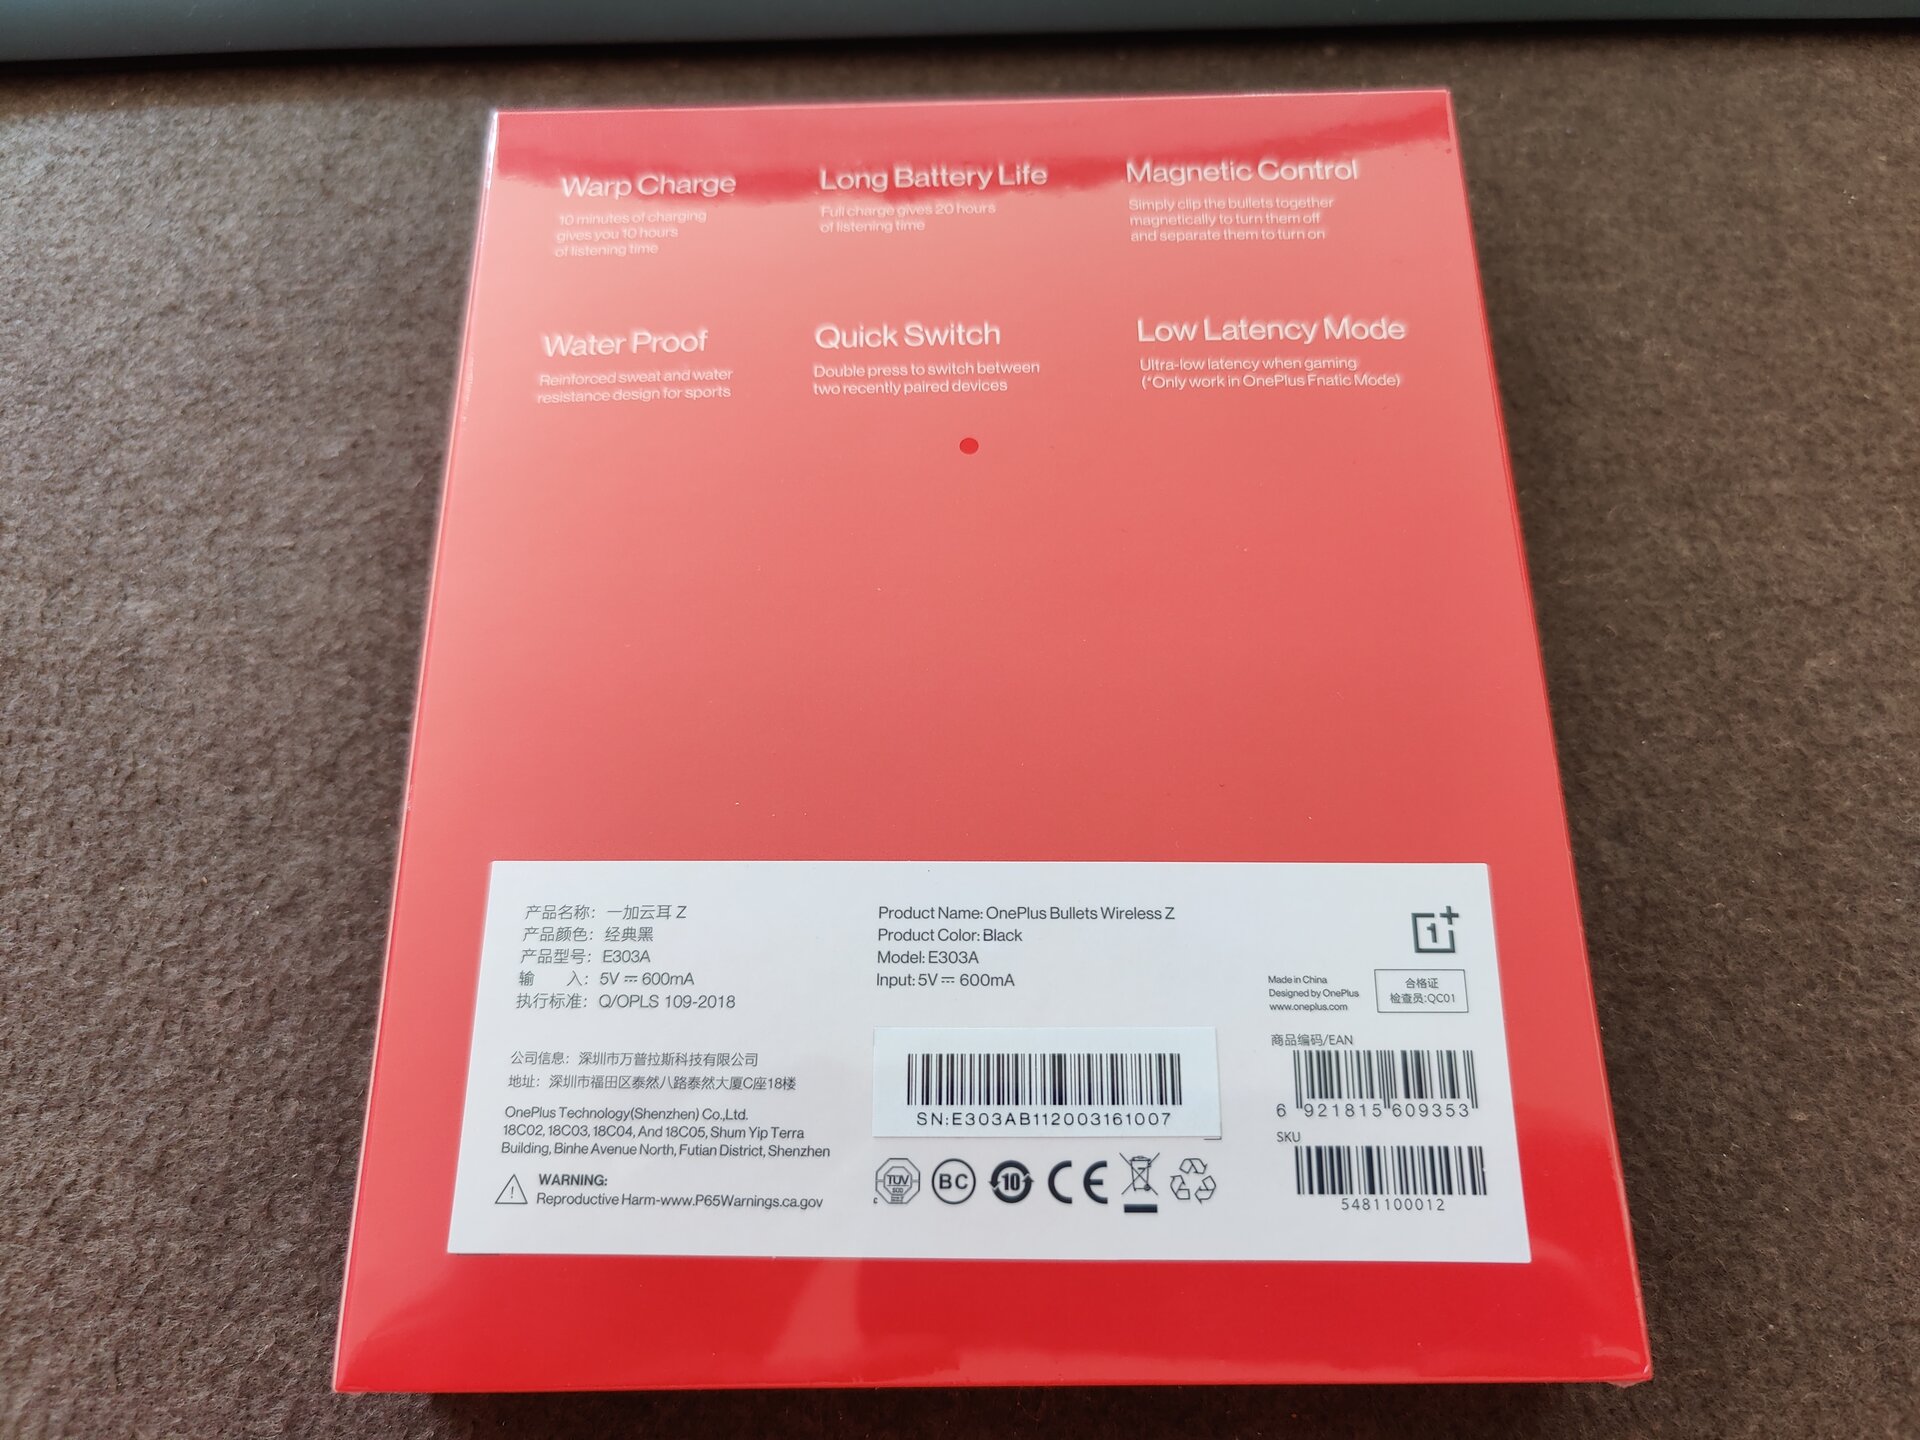 Warp Charge
10 minutes of charging
gives you 10 hours
of listening time
Long Battery Life
Full charge gives 20 hours
of listening time
Magnetic Control
Simply clip the bullets together
magnetically to turn them off
and separate them to turn on
Water Proof
Reinforced sweat and water
resistance design for sports
Quick Switch
Double press to switch between
two recently paired devices
Low Latency Mode
Ultra-low latency when gaming
(*Only work in OnePlus Fnatic Mode)
产品名称：一加云耳 Z
产品颜色：经典黑
产品型号：E303A
输 入：5V ⎓ 600mA
执行标准：Q/OPLS 109-2018
公司信息：深圳市万普拉斯科技有限公司
地址：深圳市福田区泰然八路泰然大厦C座18楼
OnePlus Technology(Shenzhen) Co.,Ltd.
18C02, 18C03, 18C04, And 18C05, Shum Yip Terra
Building, Binhe Avenue North, Futian District, Shenzhen
WARNING:
Reproductive Harm-www.P65Warnings.ca.gov
Product Name: OnePlus Bullets Wireless Z
Product Color: Black
Model: E303A
Input: 5V ⎓ 600mA
SN:E303AB112003161007
TÜV
BC
10
CE
1+
Made in China
Designed by OnePlus
www.oneplus.com
合格证
检查员:QC01
商品编码/EAN
6 921815 609353
SKU
5481100012